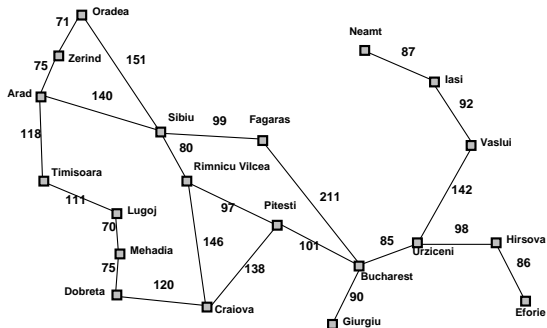 Oradea
71
Neamt
Zerind
87
151
75
Iasi
Arad
140
92
Sibiu
99
Fagaras
118
Vaslui
80
Rimnicu Vilcea
Timisoara
142
111
211
Lugoj
97
Pitesti
70
98
Hirsova
85
146
101
Urziceni
Mehadia
138
86
75
Bucharest
120
Dobreta
90
Craiova
Eforie
Giurgiu